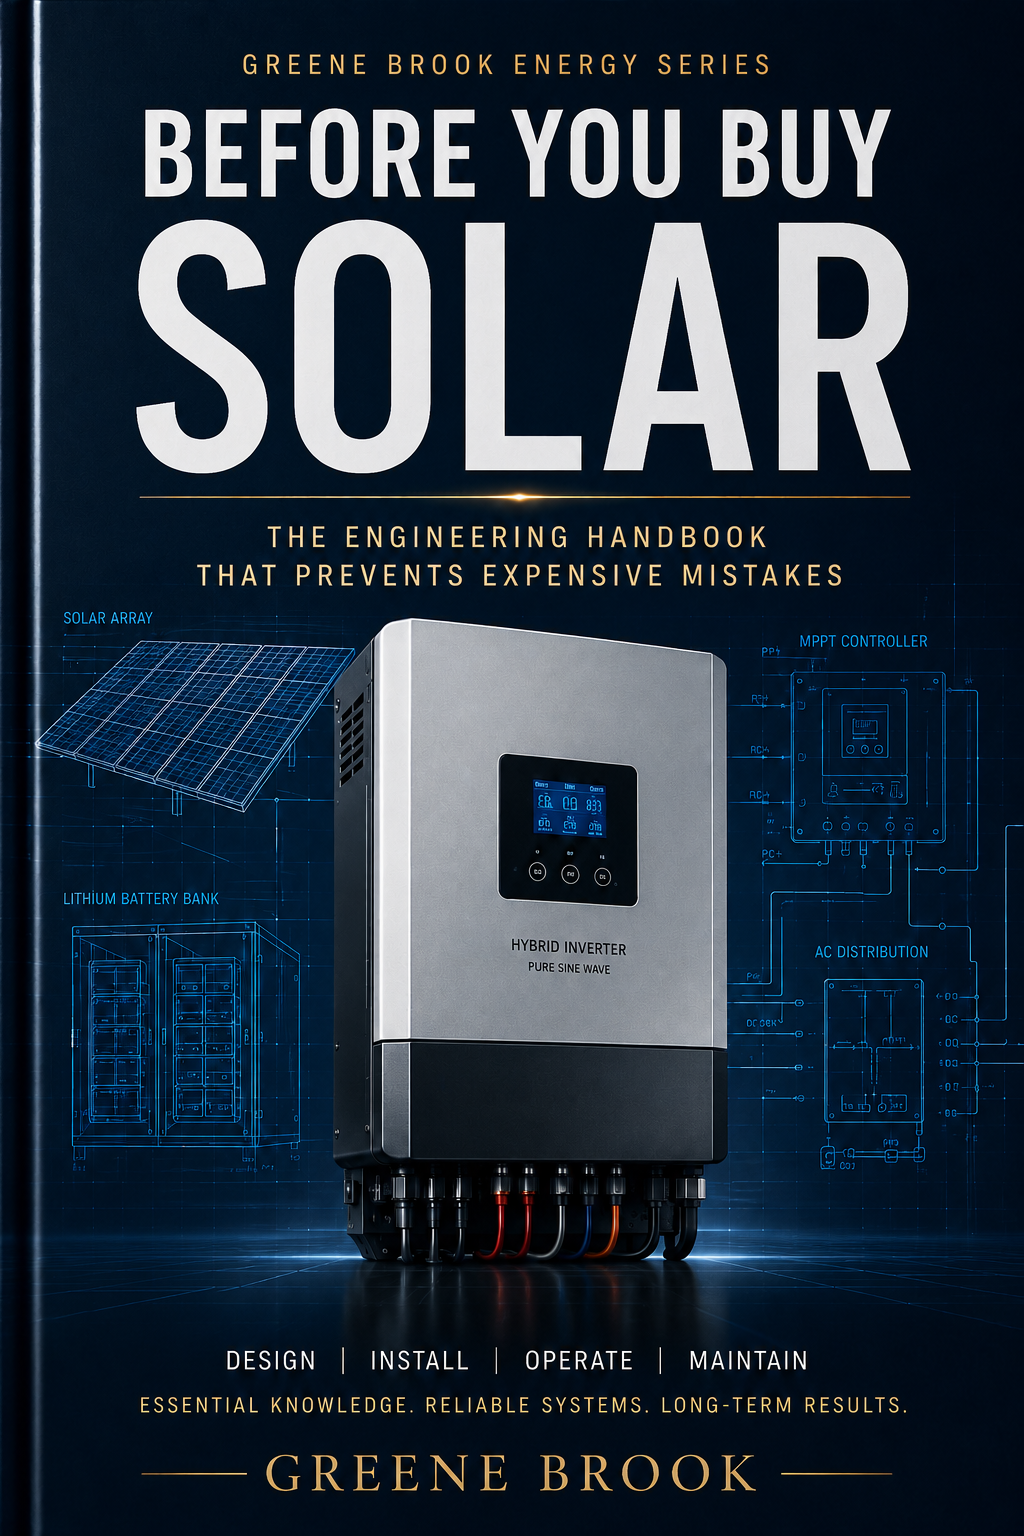 GREENE BROOK ENERGY SERIES
BEFORE YOU BUY
SOLAR
THE ENGINEERING HANDBOOK
THAT PREVENTS EXPENSIVE MISTAKES
SOLAR ARRAY
MPPT CONTROLLER
LITHIUM BATTERY BANK
HYBRID INVERTER
PURE SINE WAVE
AC DISTRIBUTION
DESIGN | INSTALL | OPERATE | MAINTAIN
ESSENTIAL KNOWLEDGE. RELIABLE SYSTEMS. LONG-TERM RESULTS.
GREENE BROOK